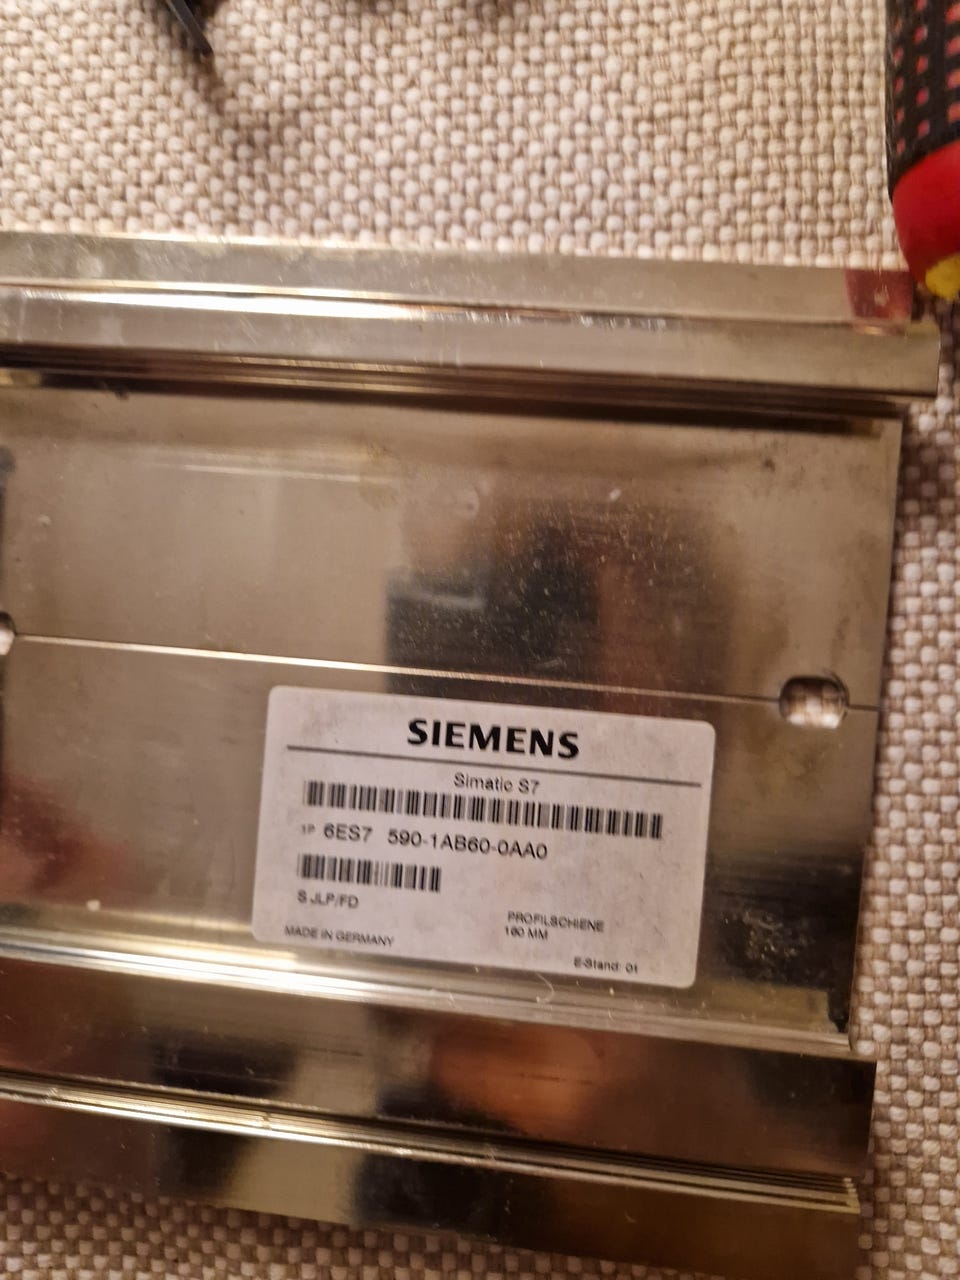 SIEMENS
Simatic S7
1P 6ES7 590-1AB60-0AA0
S JLP/FD
PROFILSCHIENE
160 MM
MADE IN GERMANY
E-Stand: 01